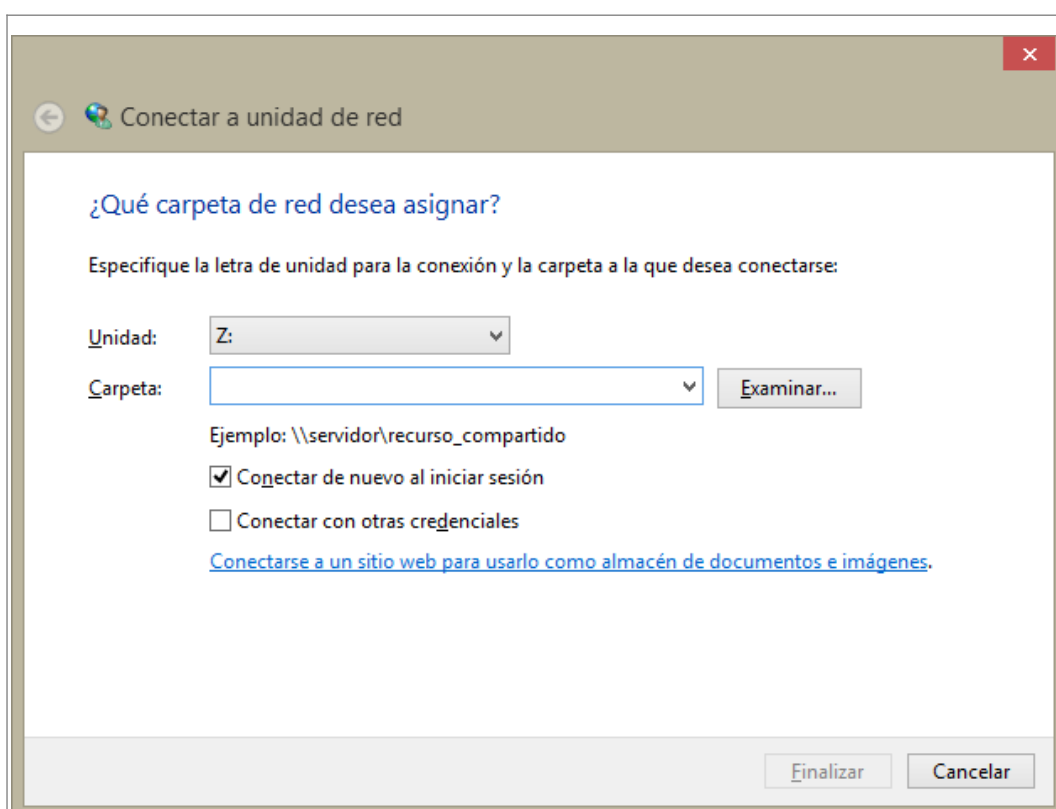 Conectar a unidad de red
¿Qué carpeta de red desea asignar?
Especifique la letra de unidad para la conexión y la carpeta a la que desea conectarse:
Unidad: Z:
Carpeta: Examinar...
Ejemplo: \\servidor\recurso_compartido
Conectar de nuevo al iniciar sesión
Conectar con otras credenciales
Conectarse a un sitio web para usarlo como almacén de documentos e imágenes.
Finalizar Cancelar